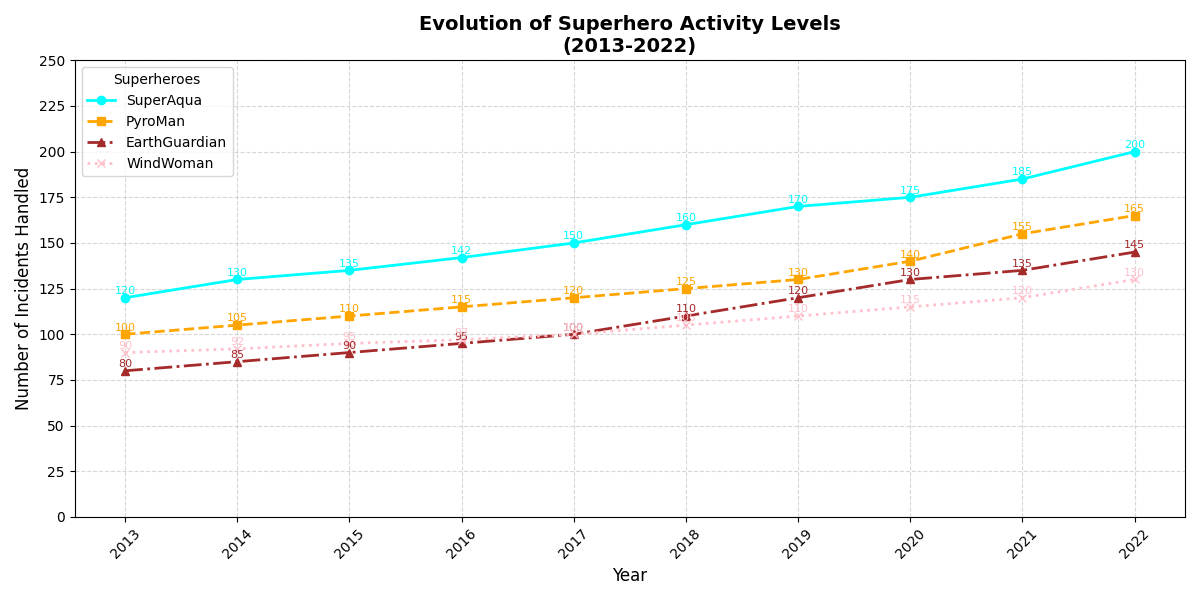 Evolution of Superhero Activity Levels
(2013-2022)
Number of Incidents Handled
250
225
200
175
150
125
100
75
50
25
0
Superheroes
SuperAqua
PyroMan
EarthGuardian
WindWoman
120 130 135 142 150 160 170 175 185 200
100 105 110 115 120 125 130 140 155 165
80 85 90 95 100 110 120 130 135 145
90 92 95 97 100 105 110 115 120 130
2013 2014 2015 2016 2017 2018 2019 2020 2021 2022
Year